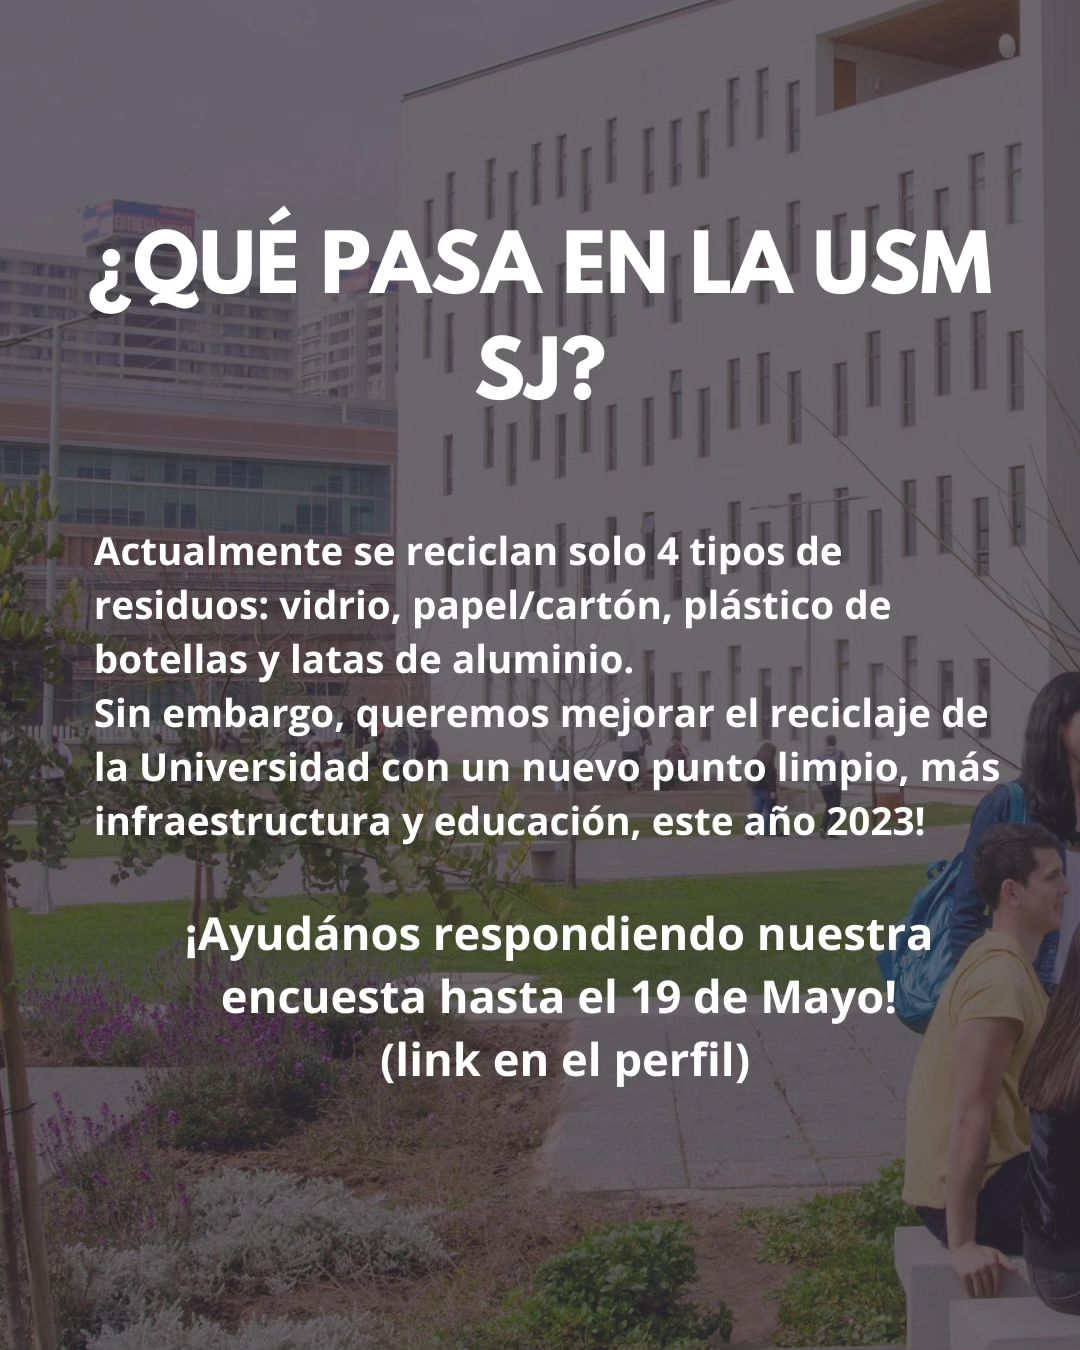 ¿QUÉ PASA EN LA USM
SJ?
Actualmente se reciclan solo 4 tipos de
residuos: vidrio, papel/cartón, plástico de
botellas y latas de aluminio.
Sin embargo, queremos mejorar el reciclaje de
la Universidad con un nuevo punto limpio, más
infraestructura y educación, este año 2023!
¡Ayudános respondiendo nuestra
encuesta hasta el 19 de Mayo!
(link en el perfil)